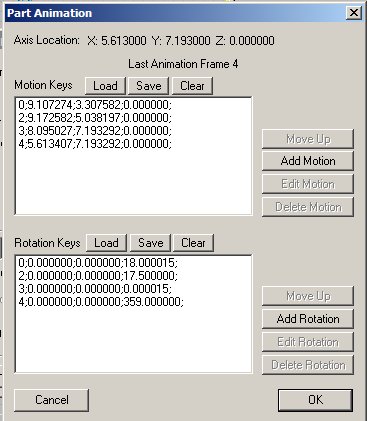 Part Animation
Axis Location: X: 5.613000 Y: 7.193000 Z: 0.000000
Last Animation Frame 4
Motion Keys Load Save Clear
0;9.107274;3.307582;0.000000;
2;9.172582;5.038197;0.000000;
3;8.095027;7.193292;0.000000;
4;5.613407;7.193292;0.000000;
Move Up
Add Motion
Edit Motion
Delete Motion
Rotation Keys Load Save Clear
0;0.000000;0.000000;18.000015;
2;0.000000;0.000000;17.500000;
3;0.000000;0.000000;0.000015;
4;0.000000;0.000000;359.000000;
Move Up
Add Rotation
Edit Rotation
Delete Rotation
Cancel OK